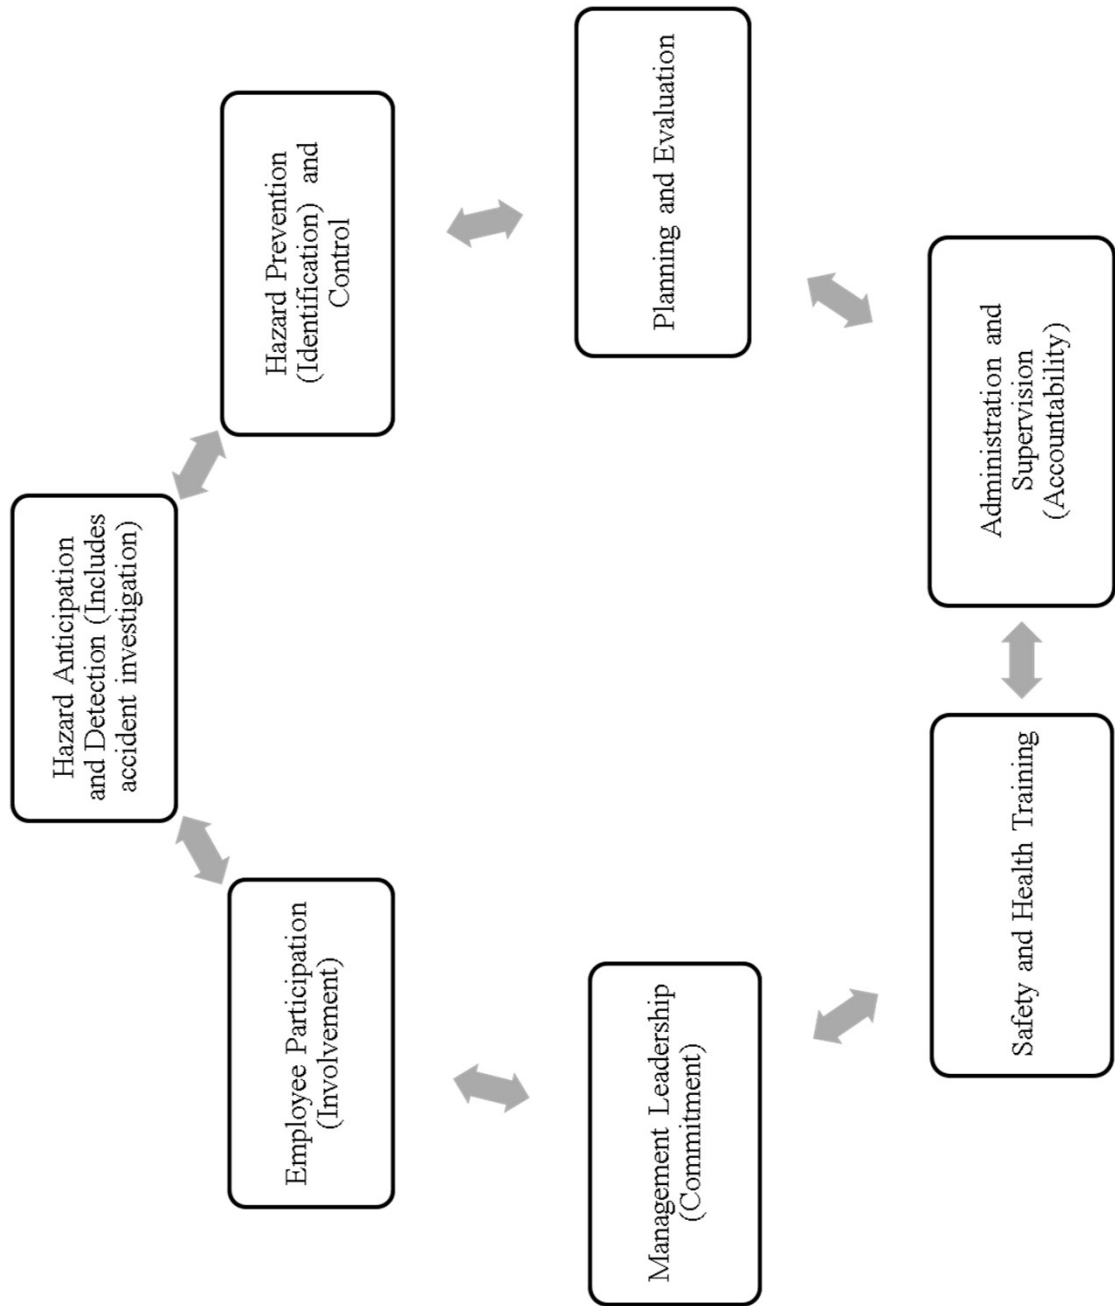 Hazard Anticipation
and Detection (Includes
accident investigation)
Hazard Prevention
(Identification) and
Control
Planning and Evaluation
Administration and
Supervision
(Accountability)
Safety and Health Training
Management Leadership
(Commitment)
Employee Participation
(Involvement)